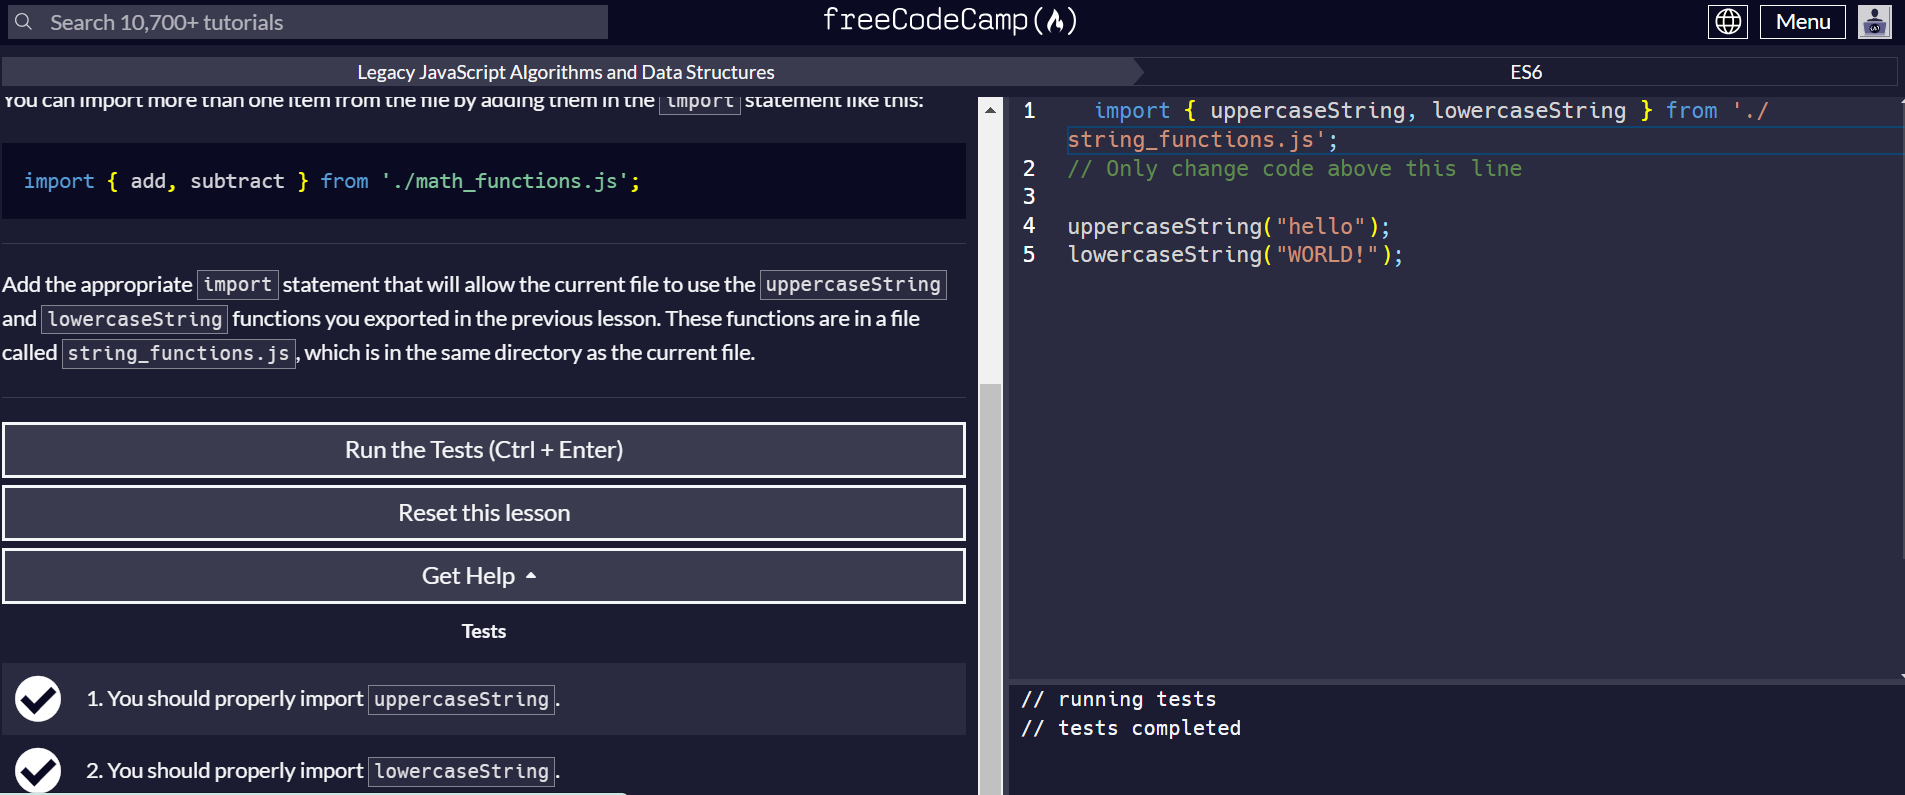 Search 10,700+ tutorials
freeCodeCamp(🔥)
Menu
Legacy JavaScript Algorithms and Data Structures
ES6
You can import more than one item from the file by adding them in the import statement like this:
import { add, subtract } from './math_functions.js';
Add the appropriate import statement that will allow the current file to use the uppercaseString
and lowercaseString functions you exported in the previous lesson. These functions are in a file
called string_functions.js, which is in the same directory as the current file.
Run the Tests (Ctrl + Enter)
Reset this lesson
Get Help
Tests
1. You should properly import uppercaseString.
2. You should properly import lowercaseString.
1 import { uppercaseString, lowercaseString } from './
string_functions.js';
2 // Only change code above this line
3
4 uppercaseString("hello");
5 lowercaseString("WORLD!");
// running tests
// tests completed